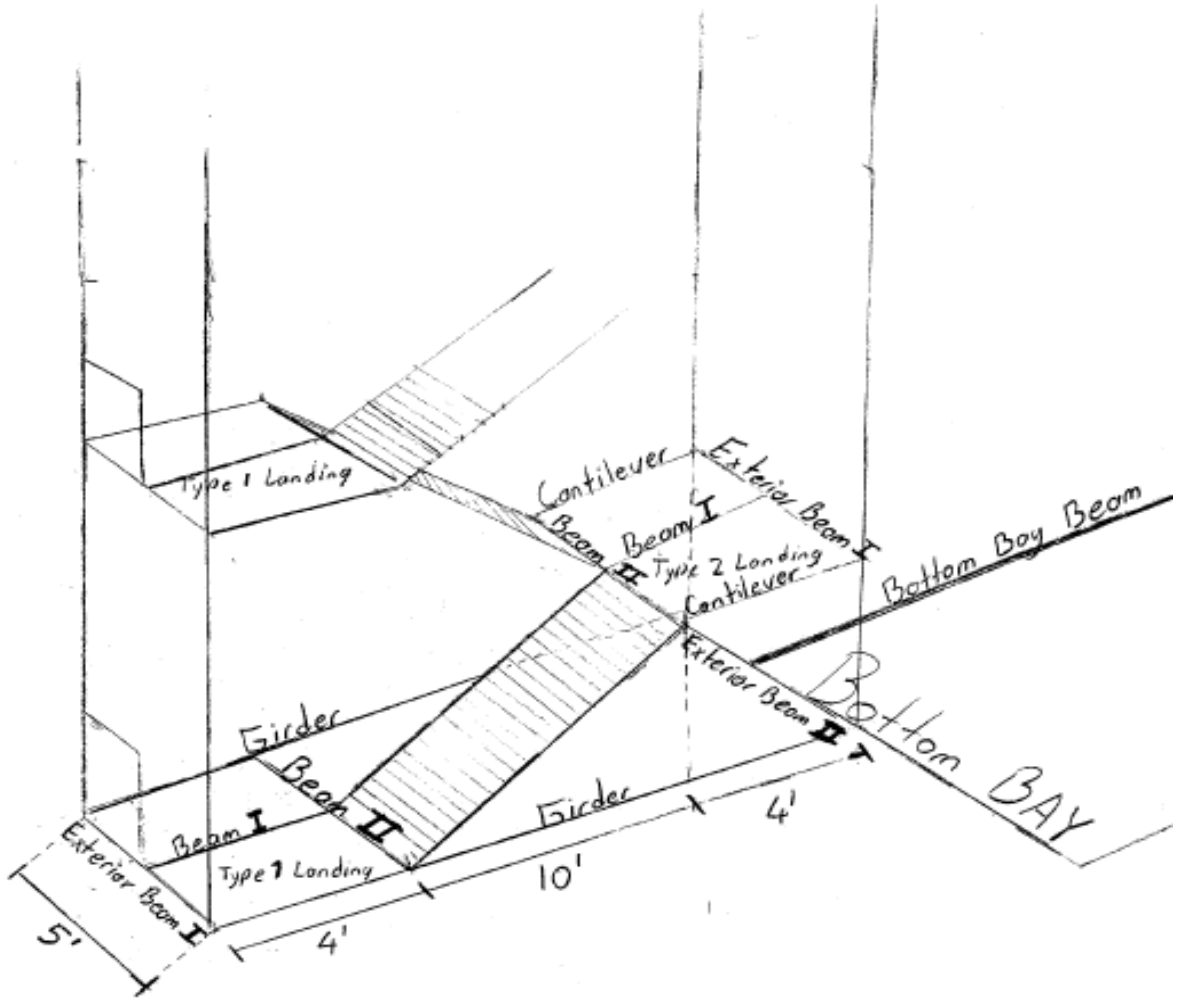 Type 1 Landing
Cantilever
Exterior Beam I
Beam I
Beam II
Type 2 Landing
Cantilever
Bottom Bay Beam
Exterior Beam II
Bottom BAY
Girder
Beam II
Girder
Beam I
Exterior Beam I
Type 1 Landing
4'
10'
4'
5'